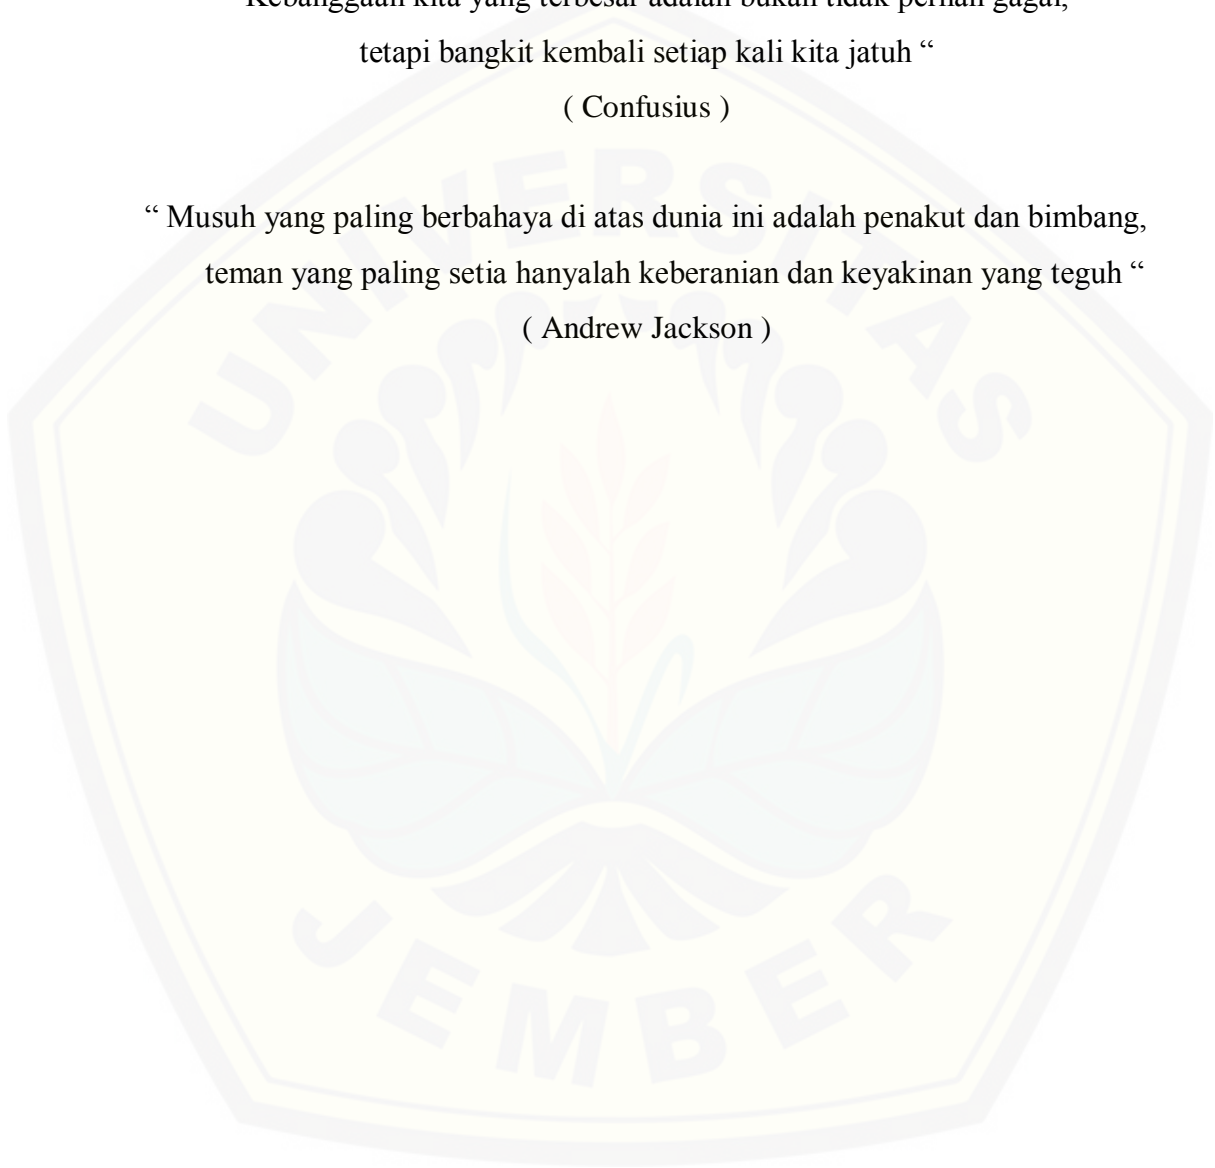 Kebanggaan kita yang terbesar adalah bukan tidak pernah gagal,
tetapi bangkit kembali setiap kali kita jatuh “
( Confusius )
“ Musuh yang paling berbahaya di atas dunia ini adalah penakut dan bimbang,
teman yang paling setia hanyalah keberanian dan keyakinan yang teguh “
( Andrew Jackson )
UNIVERSITAS
JEMBER